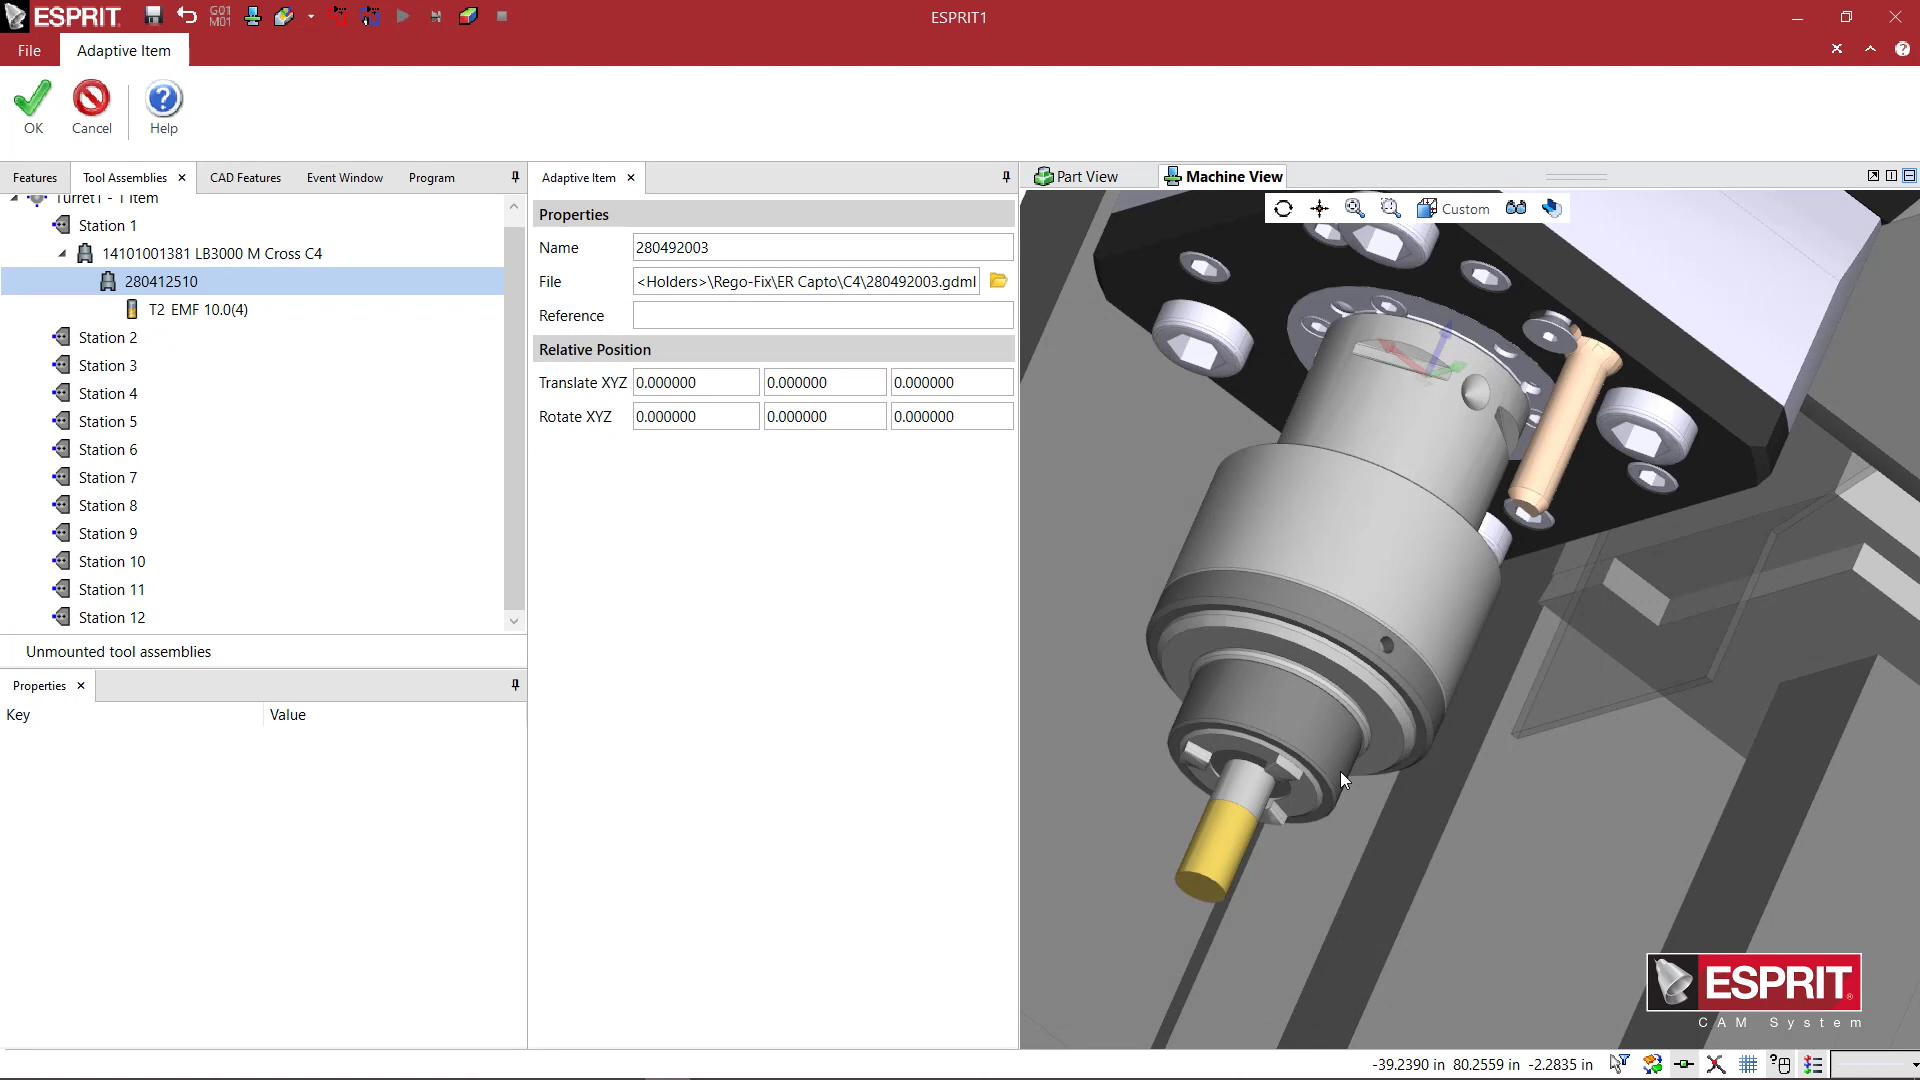 ESPRIT
G01
M01
ESPRIT1
File
Adaptive Item
OK
Cancel
Help
Features
Tool Assemblies
CAD Features
Event Window
Program
Adaptive Item
Part View
Machine View
Turret1 - 1 item
Station 1
14101001381 LB3000 M Cross C4
280412510
T2 EMF 10.0(4)
Station 2
Station 3
Station 4
Station 5
Station 6
Station 7
Station 8
Station 9
Station 10
Station 11
Station 12
Unmounted tool assemblies
Properties
Key
Value
Properties
Name
280492003
File
<Holders>\Rego-Fix\ER Capto\C4\280492003.gdml
Reference
Relative Position
Translate XYZ
0.000000
0.000000
0.000000
Rotate XYZ
0.000000
0.000000
0.000000
Custom
ESPRIT®
CAM System
-39.2390 in 80.2559 in -2.2835 in